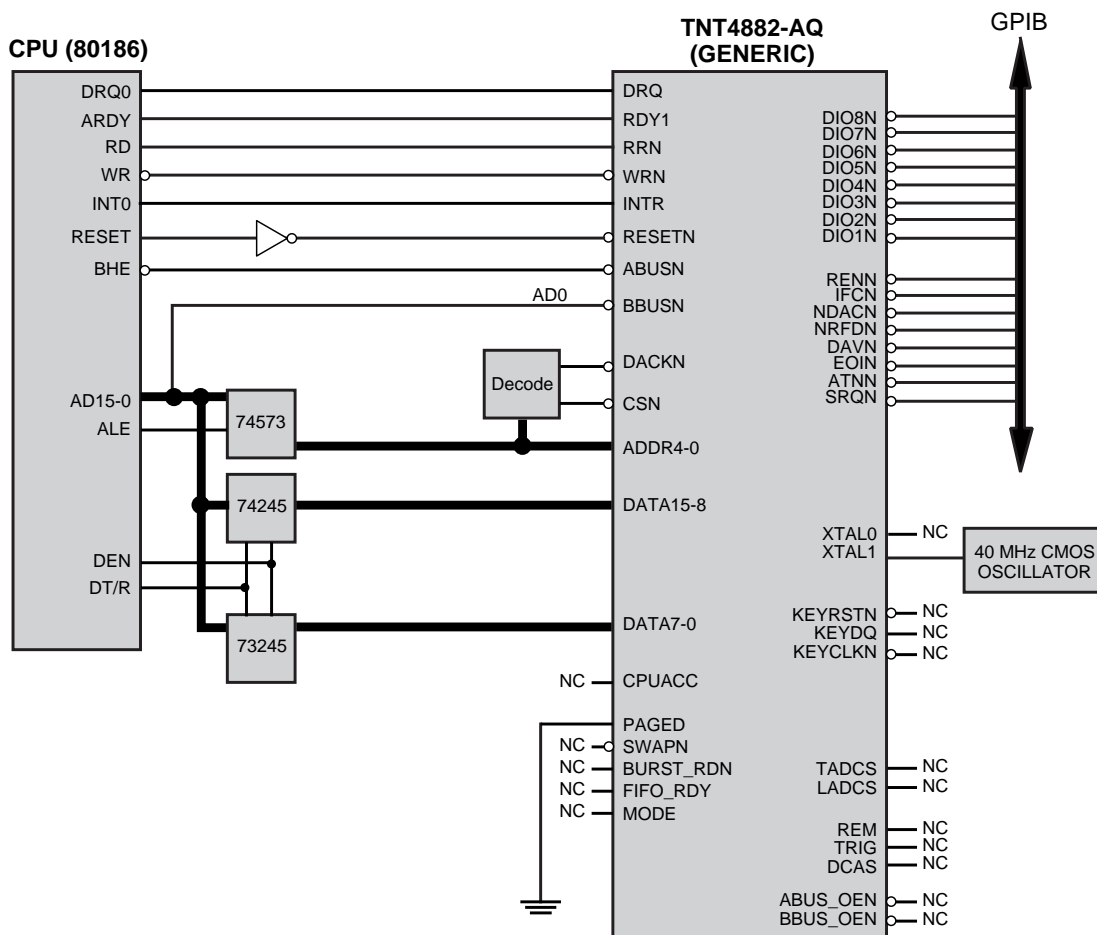 CPU (80186)
TNT4882-AQ
(GENERIC)
GPIB
DRQ0
ARDY
RD
WR
INT0
RESET
BHE
AD15-0
ALE
DEN
DT/R
AD0
Decode
74573
74245
73245
DRQ
RDY1
RRN
WRN
INTR
RESETN
ABUSN
BBUSN
DACKN
CSN
ADDR4-0
DATA15-8
DATA7-0
NC CPUACC
PAGED
NC SWAPN
NC BURST_RDN
NC FIFO_RDY
NC MODE
DIO8N
DIO7N
DIO6N
DIO5N
DIO4N
DIO3N
DIO2N
DIO1N
RENN
IFCN
NDACN
NRFDN
DAVN
EOIN
ATNN
SRQN
XTAL0 NC
XTAL1
40 MHz CMOS
OSCILLATOR
KEYRSTN NC
KEYDQ NC
KEYCLKN NC
TADCS NC
LADCS NC
REM NC
TRIG NC
DCAS NC
ABUS_OEN NC
BBUS_OEN NC